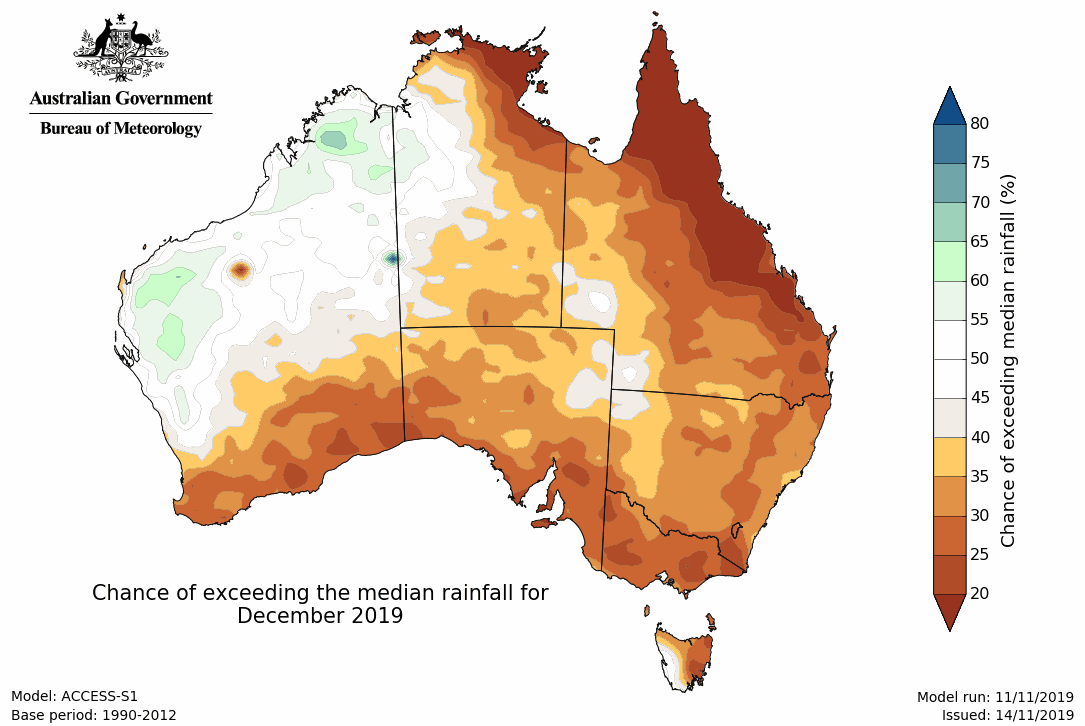 AUSTRALIA
Australian Government
Bureau of Meteorology
80
75
70
65
60
55
50
45
40
35
30
25
20
Chance of exceeding median rainfall (%)
Chance of exceeding the median rainfall for
December 2019
Model: ACCESS-S1
Base period: 1990-2012
Model run: 11/11/2019
Issued: 14/11/2019